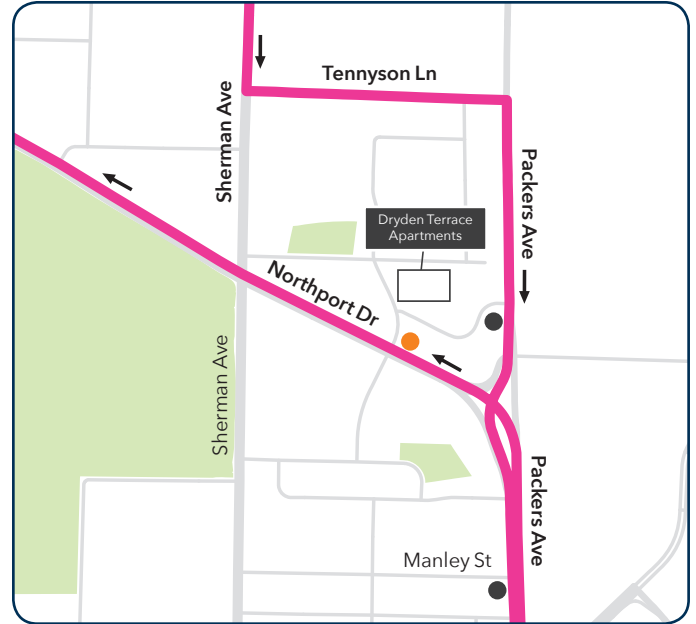 Tennyson Ln
Sherman Ave
Packers Ave
Dryden Terrace
Apartments
Northport Dr
Sherman Ave
Packers Ave
Manley St